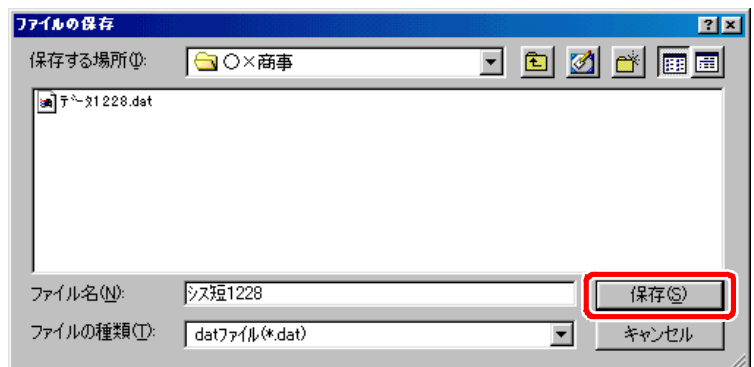 ファイルの保存
保存する場所(I): ○×商事
ﾃﾞｰﾀ1228.dat
ファイル名(N): ｼｽ短1228 保存(S)
ファイルの種類(T): datファイル(*.dat) キャンセル